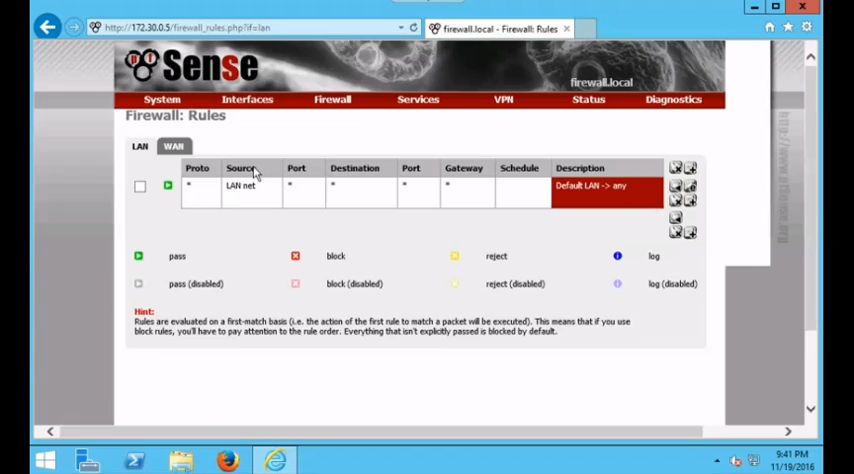 http://172.30.0.5/firewall_rules.php?if=lan
firewall.local - Firewall: Rules
pf Sense
firewall.local
System Interfaces Firewall Services VPN Status Diagnostics
Firewall: Rules
LAN WAN
Proto Source Port Destination Port Gateway Schedule Description
* LAN net * * * * Default LAN -> any
pass block reject log
pass (disabled) block (disabled) reject (disabled) log (disabled)
Hint:
Rules are evaluated on a first-match basis (i.e. the action of the first rule to match a packet will be executed). This means that if you use
block rules, you'll have to pay attention to the rule order. Everything that isn't explicitly passed is blocked by default.
9:41 PM
11/19/2016